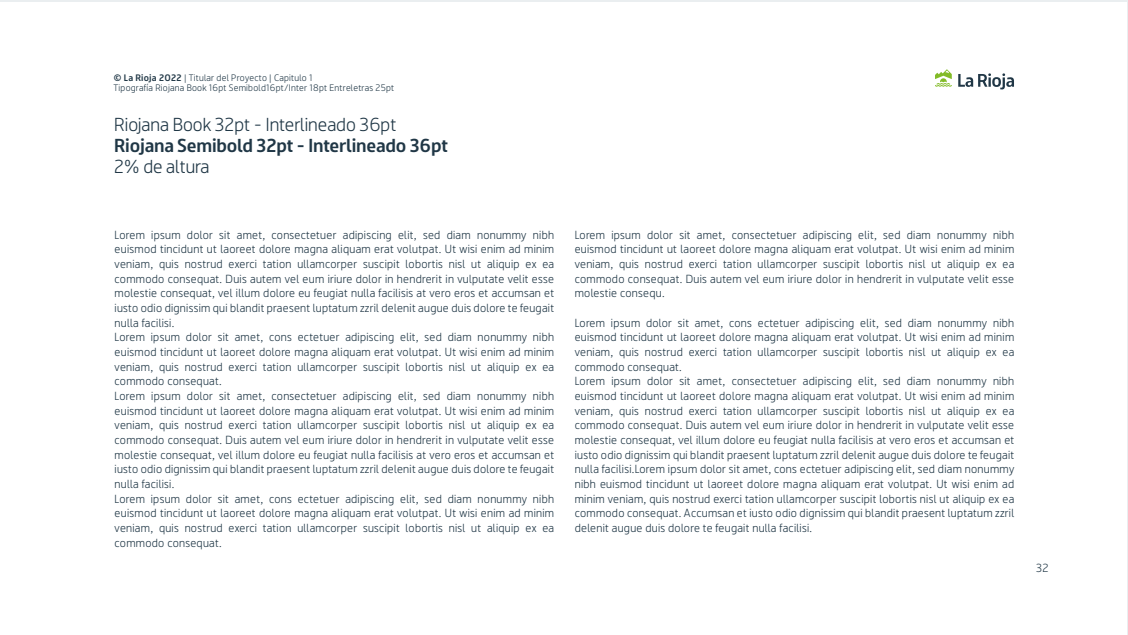 © La Rioja 2022 | Titular del Proyecto | Capitulo 1
Tipografía Riojana Book 16pt Semibold16pt/Inter 18pt Entreletras 25pt
La Rioja
Riojana Book 32pt - Interlineado 36pt
Riojana Semibold 32pt - Interlineado 36pt
2% de altura
Lorem ipsum dolor sit amet, consectetuer adipiscing elit, sed diam nonummy nibh
euismod tincidunt ut laoreet dolore magna aliquam erat volutpat. Ut wisi enim ad minim
veniam, quis nostrud exerci tation ullamcorper suscipit lobortis nisl ut aliquip ex ea
commodo consequat. Duis autem vel eum iriure dolor in hendrerit in vulputate velit esse
molestie consequat, vel illum dolore eu feugiat nulla facilisis at vero eros et accumsan et
iusto odio dignissim qui blandit praesent luptatum zzril delenit augue duis dolore te feugait
nulla facilisi.
Lorem ipsum dolor sit amet, cons ectetuer adipiscing elit, sed diam nonummy nibh
euismod tincidunt ut laoreet dolore magna aliquam erat volutpat. Ut wisi enim ad minim
veniam, quis nostrud exerci tation ullamcorper suscipit lobortis nisl ut aliquip ex ea
commodo consequat.
Lorem ipsum dolor sit amet, consectetuer adipiscing elit, sed diam nonummy nibh
euismod tincidunt ut laoreet dolore magna aliquam erat volutpat. Ut wisi enim ad minim
veniam, quis nostrud exerci tation ullamcorper suscipit lobortis nisl ut aliquip ex ea
commodo consequat. Duis autem vel eum iriure dolor in hendrerit in vulputate velit esse
molestie consequat, vel illum dolore eu feugiat nulla facilisis at vero eros et accumsan et
iusto odio dignissim qui blandit praesent luptatum zzril delenit augue duis dolore te feugait
nulla facilisi.
Lorem ipsum dolor sit amet, cons ectetuer adipiscing elit, sed diam nonummy nibh
euismod tincidunt ut laoreet dolore magna aliquam erat volutpat. Ut wisi enim ad minim
veniam, quis nostrud exerci tation ullamcorper suscipit lobortis nisl ut aliquip ex ea
commodo consequat.
Lorem ipsum dolor sit amet, consectetuer adipiscing elit, sed diam nonummy nibh
euismod tincidunt ut laoreet dolore magna aliquam erat volutpat. Ut wisi enim ad minim
veniam, quis nostrud exerci tation ullamcorper suscipit lobortis nisl ut aliquip ex ea
commodo consequat. Duis autem vel eum iriure dolor in hendrerit in vulputate velit esse
molestie consequ.
Lorem ipsum dolor sit amet, cons ectetuer adipiscing elit, sed diam nonummy nibh
euismod tincidunt ut laoreet dolore magna aliquam erat volutpat. Ut wisi enim ad minim
veniam, quis nostrud exerci tation ullamcorper suscipit lobortis nisl ut aliquip ex ea
commodo consequat.
Lorem ipsum dolor sit amet, consectetuer adipiscing elit, sed diam nonummy nibh
euismod tincidunt ut laoreet dolore magna aliquam erat volutpat. Ut wisi enim ad minim
veniam, quis nostrud exerci tation ullamcorper suscipit lobortis nisl ut aliquip ex ea
commodo consequat. Duis autem vel eum iriure dolor in hendrerit in vulputate velit esse
molestie consequat, vel illum dolore eu feugiat nulla facilisis at vero eros et accumsan et
iusto odio dignissim qui blandit praesent luptatum zzril delenit augue duis dolore te feugait
nulla facilisi.Lorem ipsum dolor sit amet, cons ectetuer adipiscing elit, sed diam nonummy
nibh euismod tincidunt ut laoreet dolore magna aliquam erat volutpat. Ut wisi enim ad
minim veniam, quis nostrud exerci tation ullamcorper suscipit lobortis nisl ut aliquip ex ea
commodo consequat. Accumsan et iusto odio dignissim qui blandit praesent luptatum zzril
delenit augue duis dolore te feugait nulla facilisi.
32